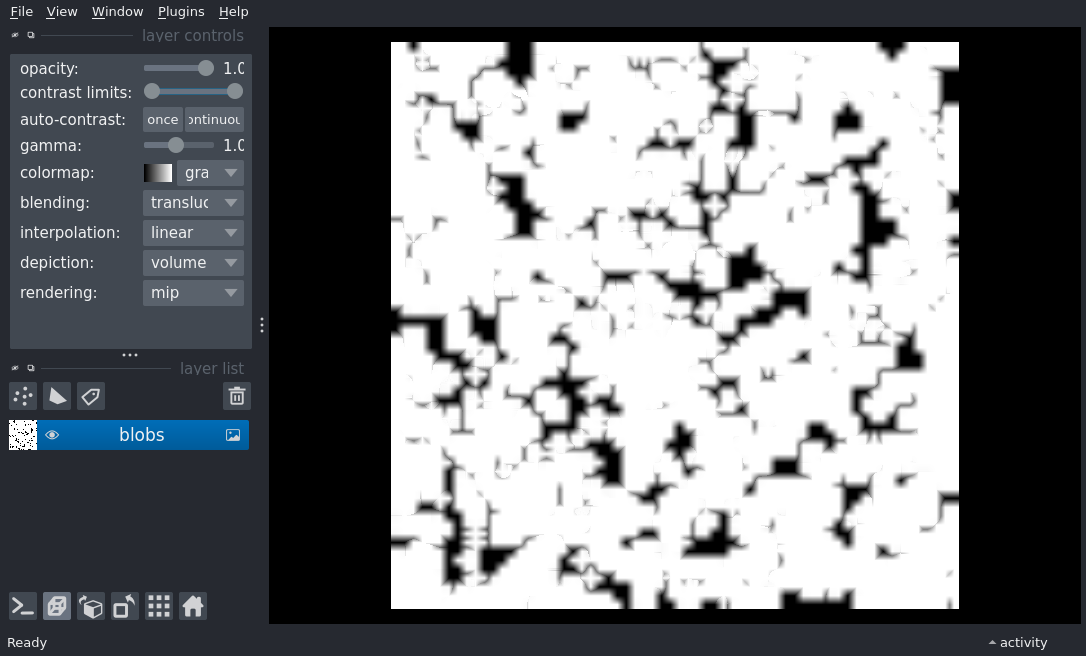 File View Window Plugins Help
layer controls
opacity: 1.0
contrast limits:
auto-contrast: once ontinuou
gamma: 1.0
colormap: gra
blending: transluc
interpolation: linear
depiction: volume
rendering: mip
layer list
blobs
Ready activity